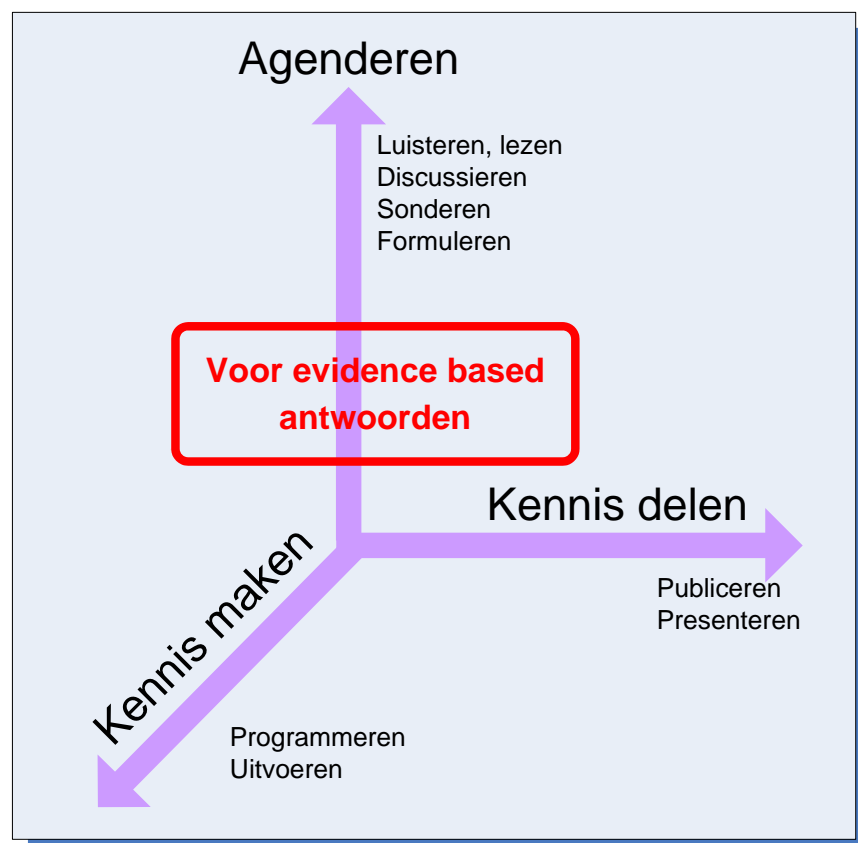 Agenderen
Luisteren, lezen
Discussieren
Sonderen
Formuleren
Voor evidence based
antwoorden
Kennis delen
Publiceren
Presenteren
Kennis maken
Programmeren
Uitvoeren